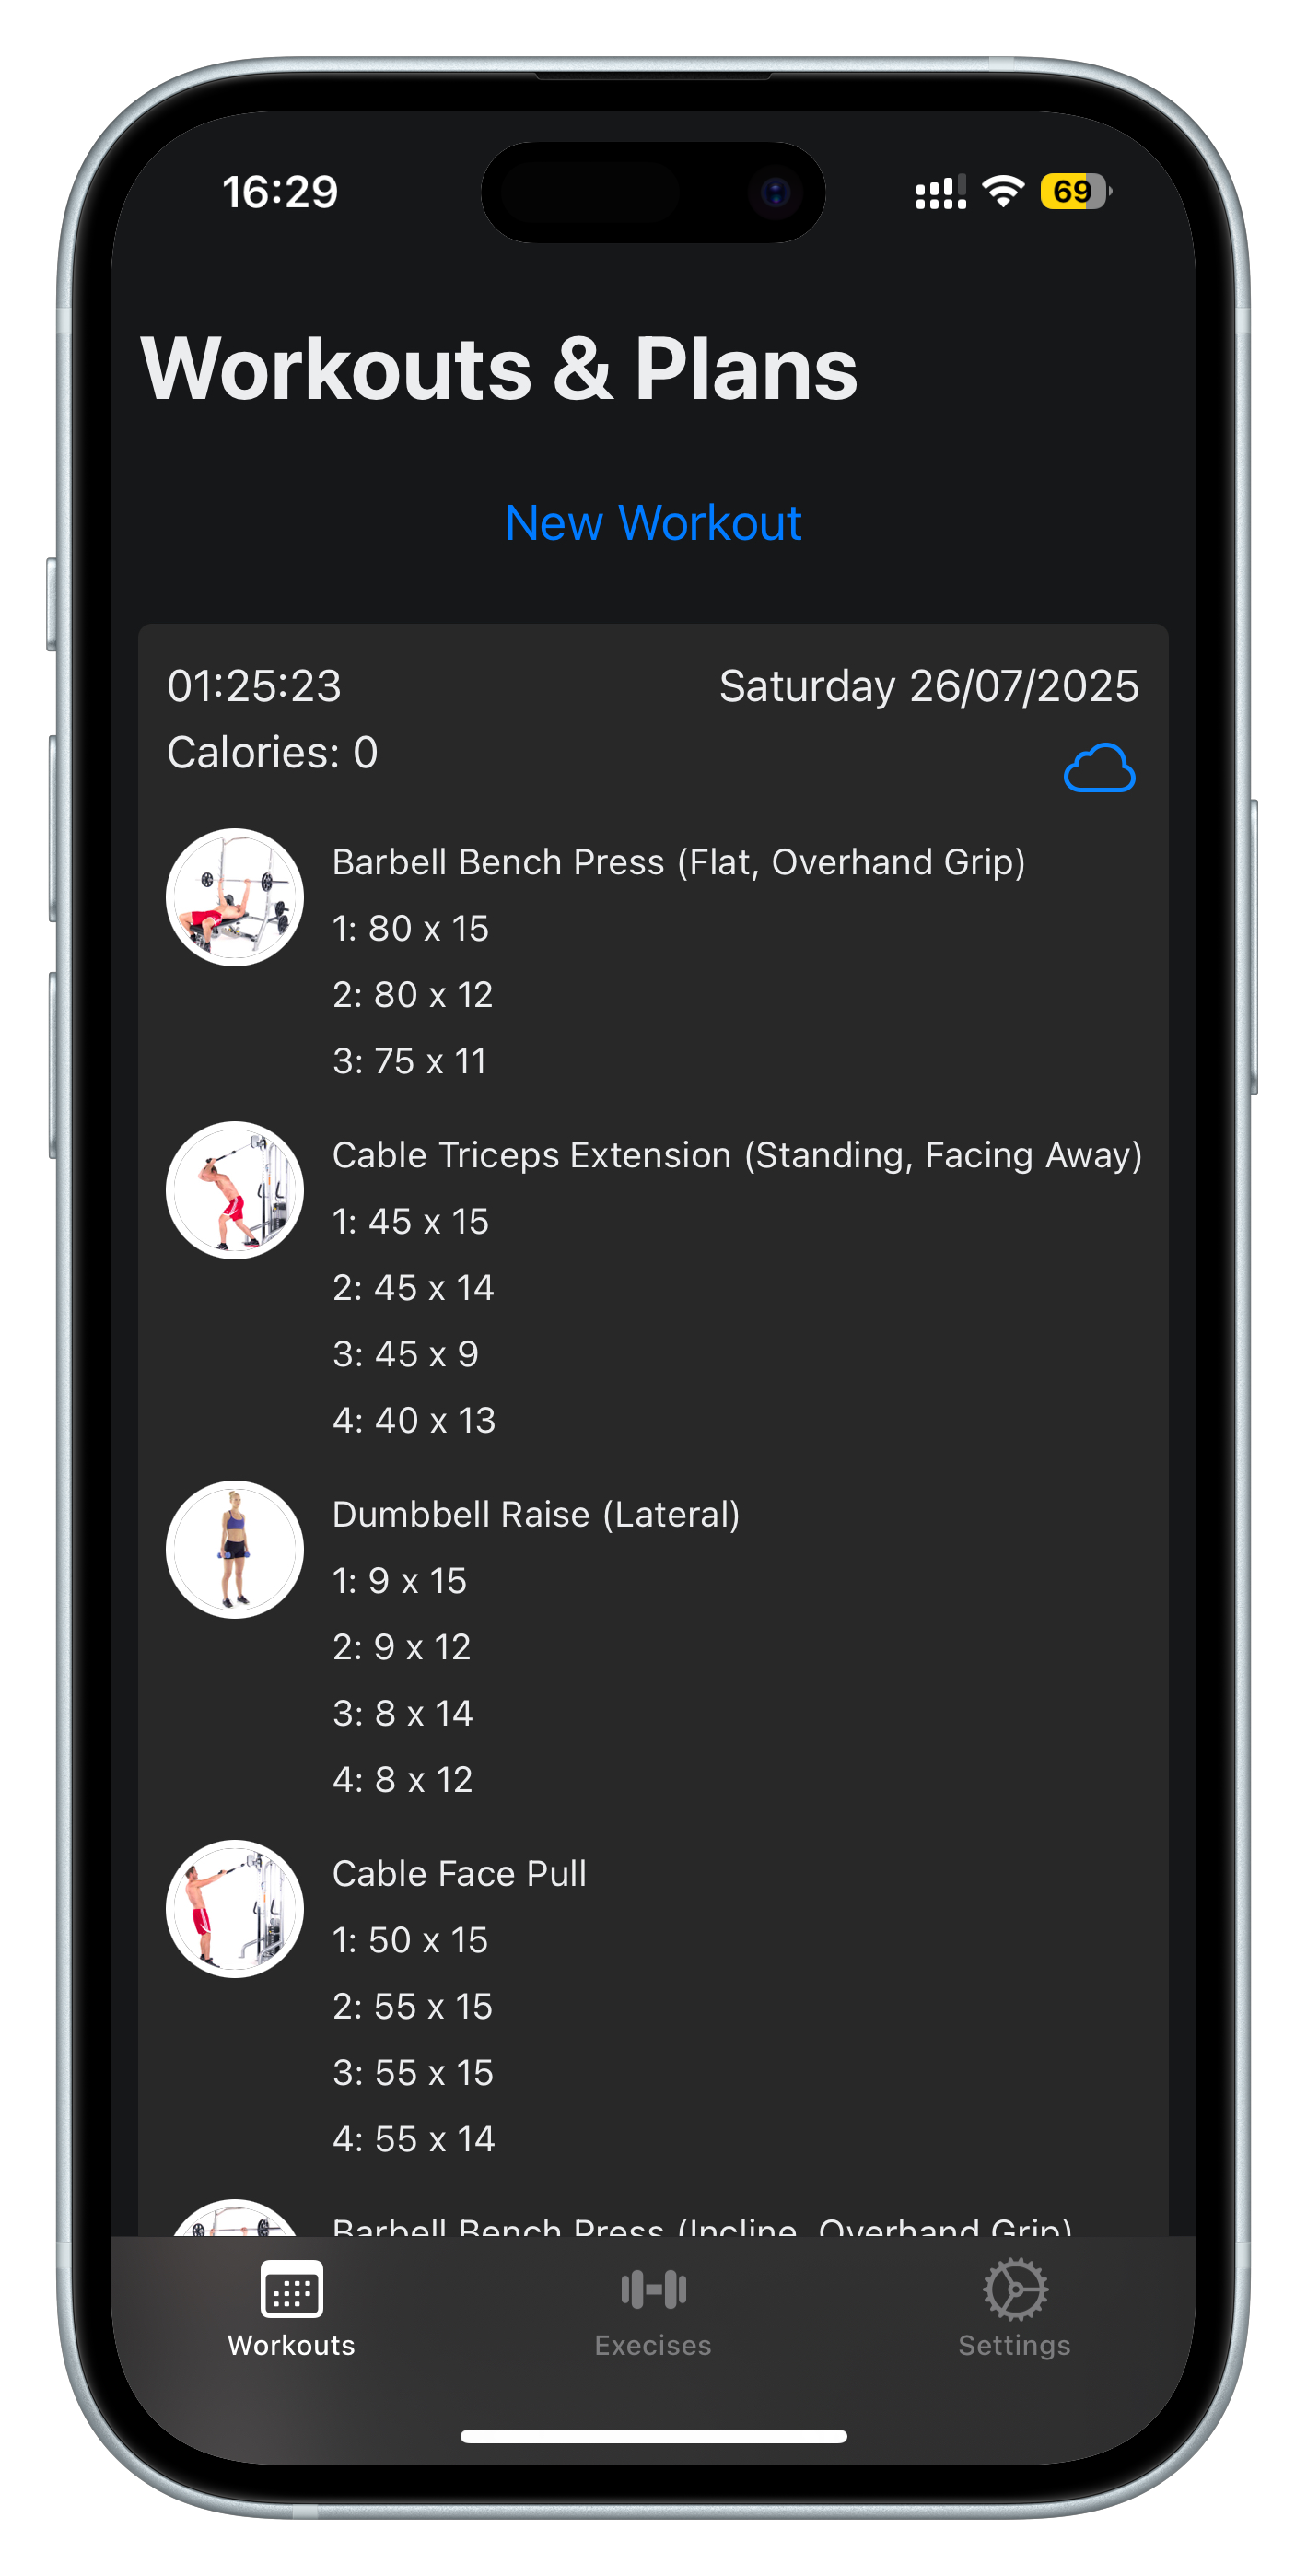 16:29
69
Workouts & Plans
New Workout
01:25:23 Saturday 26/07/2025
Calories: 0
Barbell Bench Press (Flat, Overhand Grip)
1: 80 x 15
2: 80 x 12
3: 75 x 11
Cable Triceps Extension (Standing, Facing Away)
1: 45 x 15
2: 45 x 14
3: 45 x 9
4: 40 x 13
Dumbbell Raise (Lateral)
1: 9 x 15
2: 9 x 12
3: 8 x 14
4: 8 x 12
Cable Face Pull
1: 50 x 15
2: 55 x 15
3: 55 x 15
4: 55 x 14
Barbell Bench Press (Incline, Overhand Grip)
Workouts Execises Settings